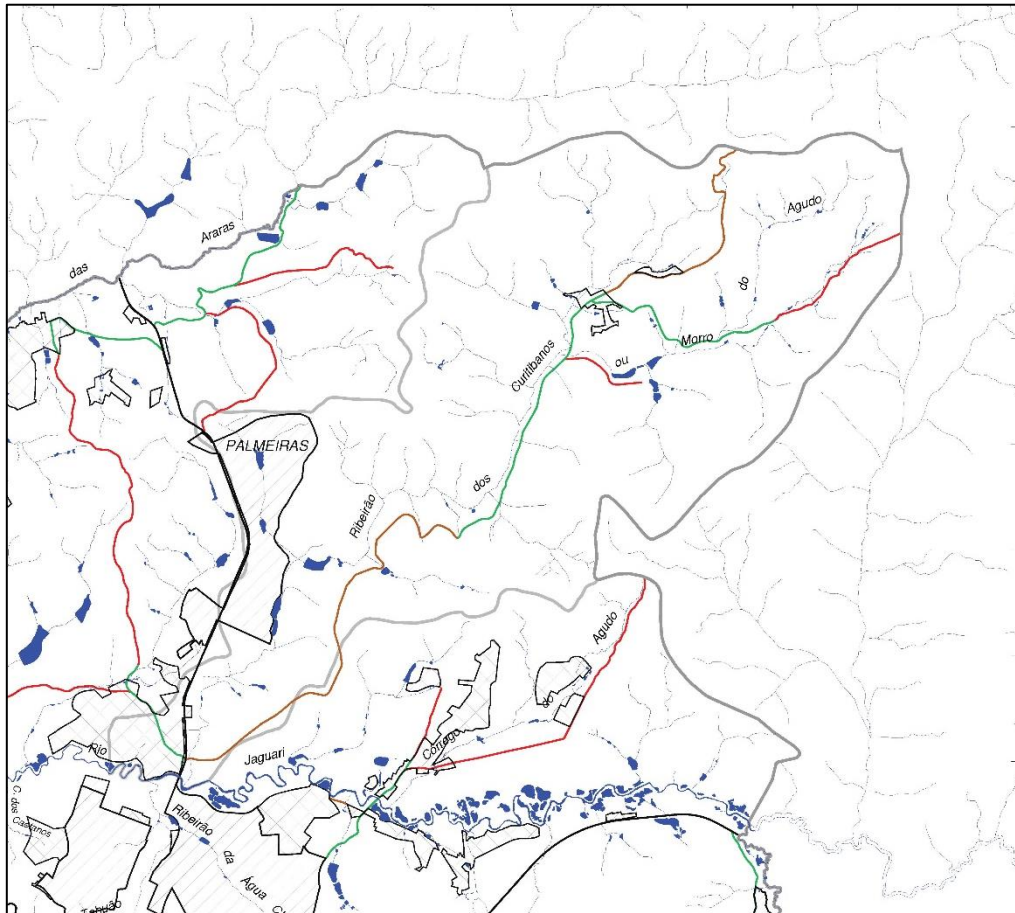 Agudo
Araras
das
do
Morro
ou
Curitibanos
PALMEIRAS
dos
Ribeirão
Agudo
do
Córrego
Rio
Jaguari
C. dos
Caetanos
Ribeirão
da
Água